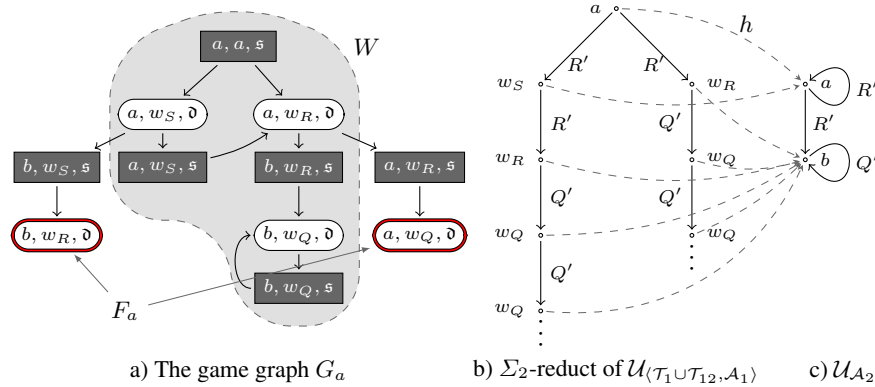 a, a, 𝔰
W
a, w_S, 𝔡
a, w_R, 𝔡
b, w_S, 𝔰
a, w_S, 𝔰
b, w_R, 𝔰
a, w_R, 𝔰
b, w_R, 𝔡
b, w_Q, 𝔡
a, w_Q, 𝔡
b, w_Q, 𝔰
F_a
a) The game graph G_a
a
h
R′
R′
w_S
w_R
a
R′
R′
Q′
R′
w_R
w_Q
b
Q′
Q′
Q′
w_Q
w_Q
Q′
w_Q
b) Σ_2-reduct of 𝒰_⟨𝒯_1 ∪ 𝒯_12, 𝒜_1⟩
c) 𝒰_𝒜_2